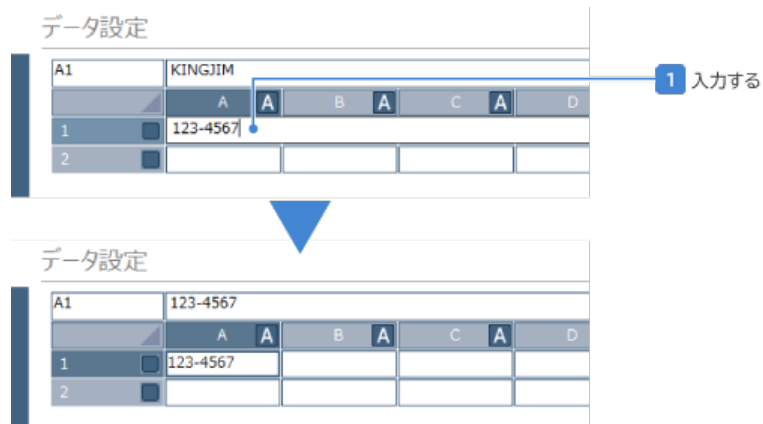 データ設定
A1 KINGJIM
A A B A C A D
1 123-4567
2
1 入力する
データ設定
A1 123-4567
A A B A C A D
1 123-4567
2